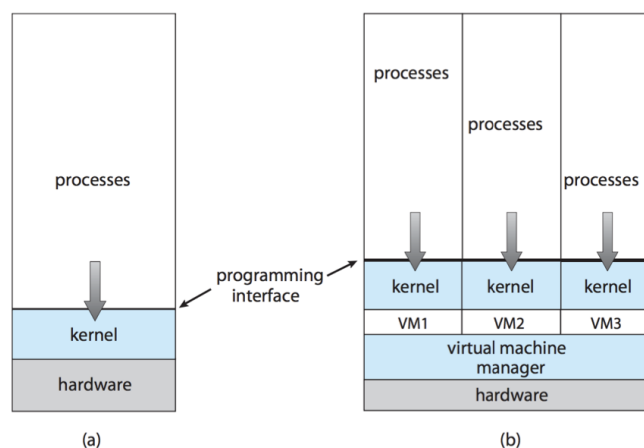 processes
kernel
hardware
(a)
programming
interface
processes
processes
processes
kernel
kernel
kernel
VM1
VM2
VM3
virtual machine
manager
hardware
(b)